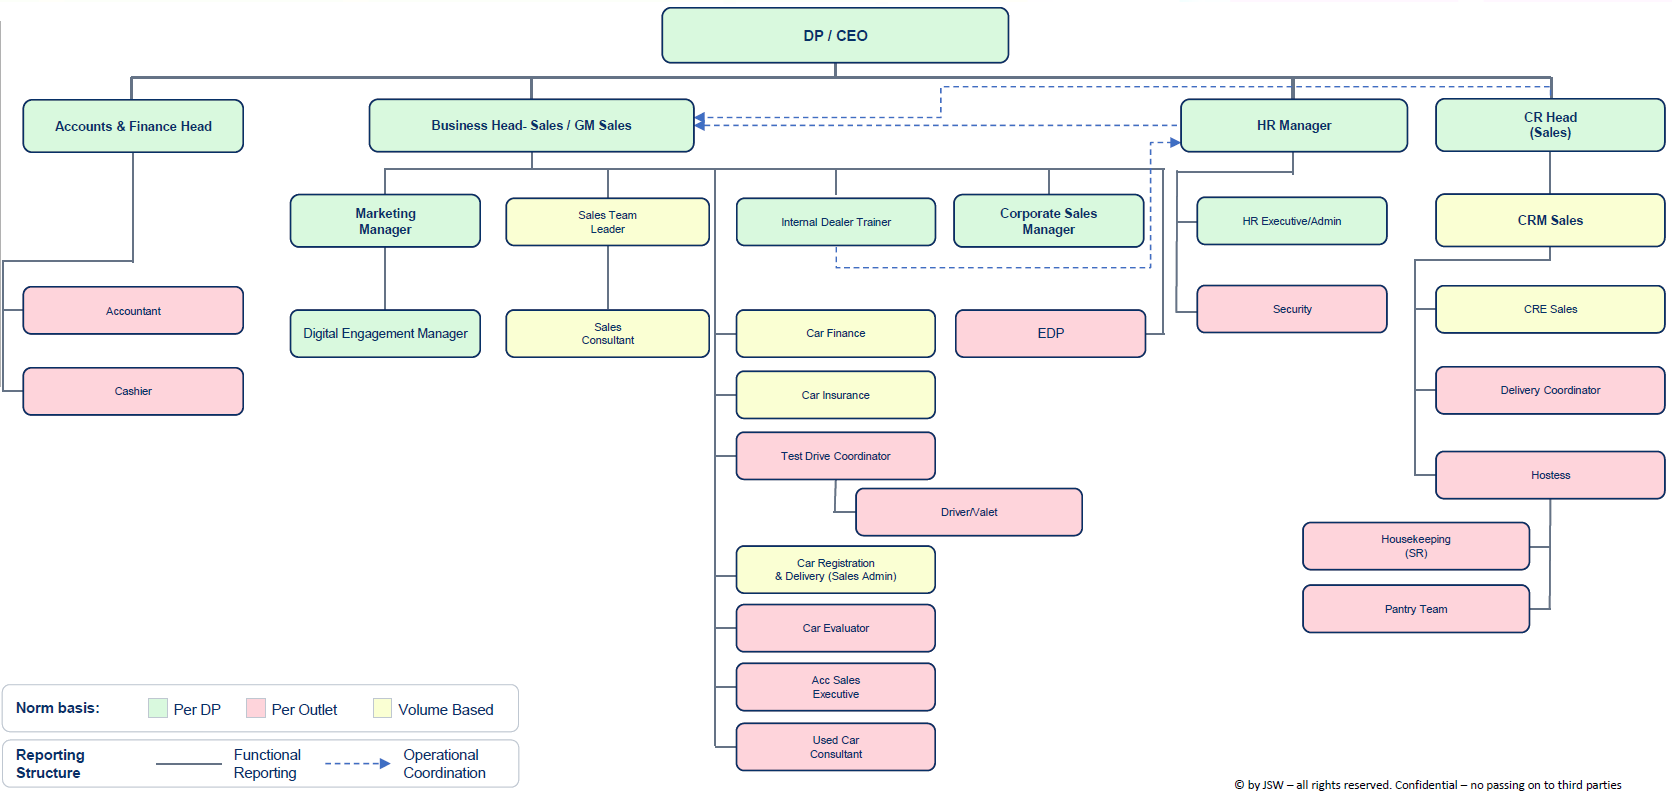 DP / CEO
Accounts & Finance Head
Business Head- Sales / GM Sales
HR Manager
CR Head
(Sales)
Marketing
Manager
Sales Team
Leader
Internal Dealer Trainer
Corporate Sales
Manager
HR Executive/Admin
CRM Sales
Accountant
Digital Engagement Manager
Sales
Consultant
Car Finance
EDP
Security
CRE Sales
Cashier
Car Insurance
Delivery Coordinator
Test Drive Coordinator
Hostess
Driver/Valet
Housekeeping
(SR)
Car Registration
& Delivery (Sales Admin)
Pantry Team
Car Evaluator
Acc Sales
Executive
Used Car
Consultant
Norm basis:
Per DP
Per Outlet
Volume Based
Reporting
Structure
Functional
Reporting
Operational
Coordination
© by JSW – all rights reserved. Confidential – no passing on to third parties